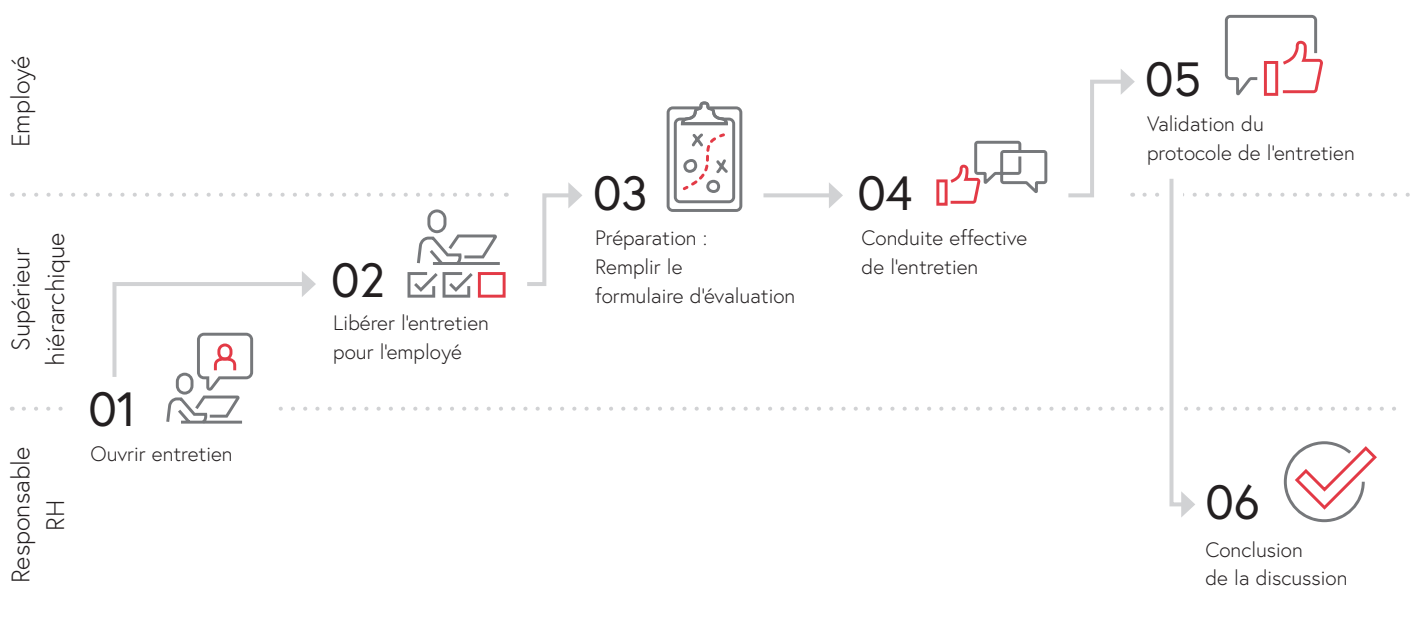 Employé
Supérieur
hiérarchique
Responsable
RH
01
Ouvrir entretien
02
Libérer l'entretien
pour l'employé
03
Préparation :
Remplir le
formulaire d'évaluation
04
Conduite effective
de l'entretien
05
Validation du
protocole de l'entretien
06
Conclusion
de la discussion